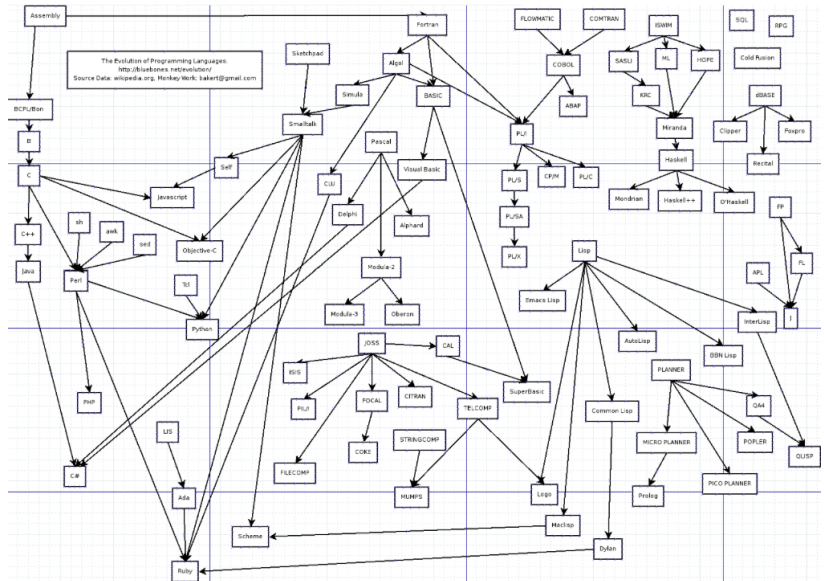 Assembly
Fortran
FLOWMATIC
COMTRAN
ISWIM
SQL
RPG
Sketchpad
The Evolution of Programming Languages.
http://bluebones.net/evolution/
Source Data: wikipedia.org, Monkey Work: bakert@gmail.com
Algol
COBOL
SASLI
ML
HOPE
Cold Fusion
Simula
BASIC
ABAP
KRC
dBASE
BCPL/Bon
Smalltalk
PL/I
Miranda
Clipper
Foxpro
B
Pascal
Haskell
Recital
C
Self
CLU
Visual Basic
PL/S
CP/M
PL/C
Javascript
Mondrian
Haskell++
O'Haskell
sh
awk
Delphi
Alphard
PL/SA
FP
C++
sed
Objective-C
PL/X
Lisp
Java
Perl
Tcl
Modula-2
APL
FL
Emacs Lisp
Python
Modula-3
Oberon
InterLisp
J
JOSS
CAL
AutoLisp
BBN Lisp
ISIS
PLANNER
PHP
PIL/I
FOCAL
CITRAN
TELCOMP
SuperBasic
Common Lisp
QA4
LIS
STRINGCOMP
MICRO PLANNER
POPLER
COKE
QLISP
C#
FILECOMP
PICO PLANNER
Ada
MUMPS
Logo
Prolog
Scheme
Maclisp
Dylan
Ruby